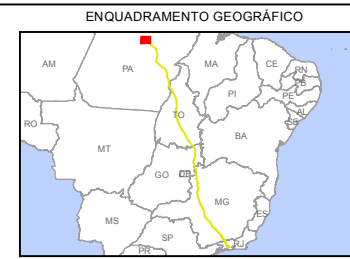 ENQUADRAMENTO GEOGRÁFICO
AM
PA
MA
CE
RN
PB
PE
AL
SE
PI
TO
RO
BA
MT
GO
DF
MG
ES
MS
SP
RJ
PR